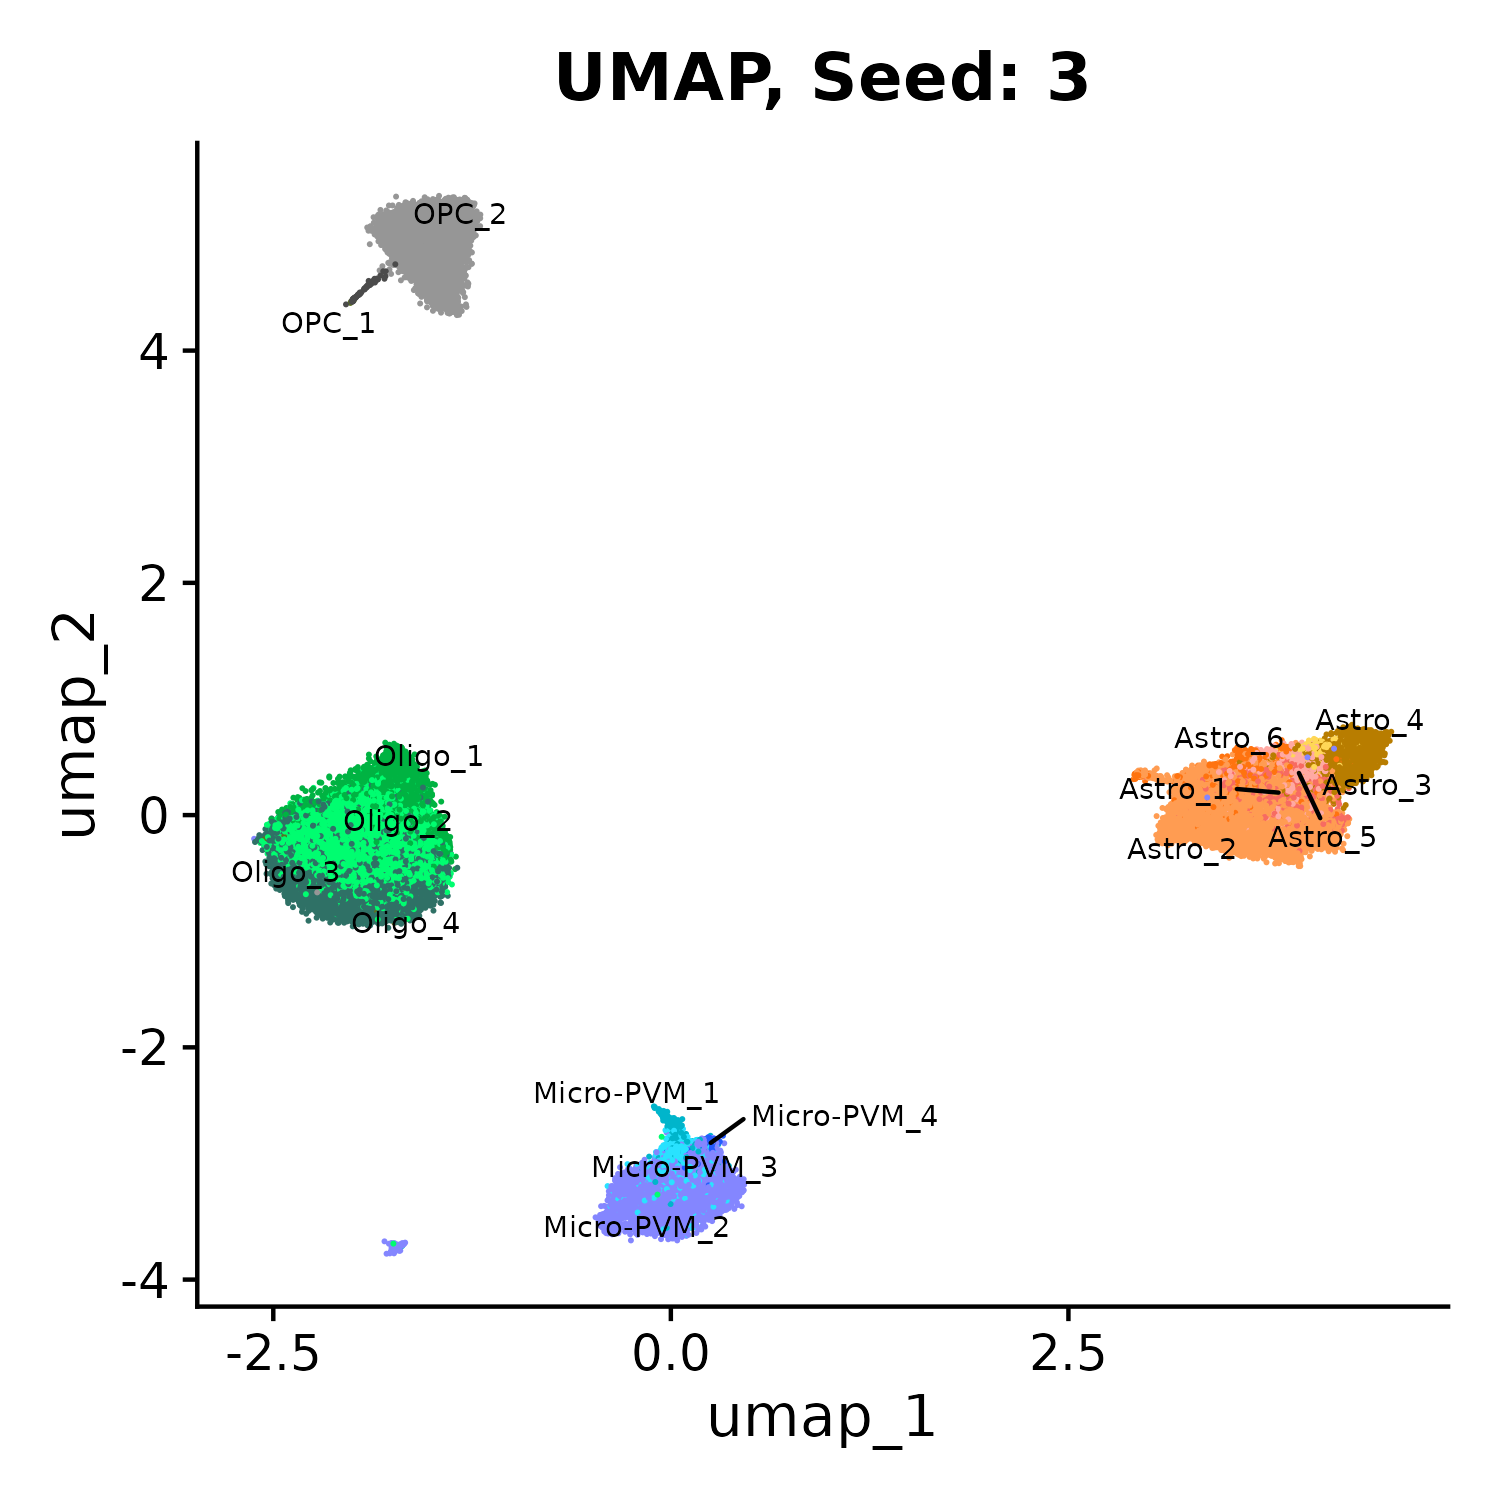 UMAP, Seed: 3
OPC_2
OPC_1
4
2
0
-2
-4
umap_2
Oligo_1
Oligo_2
Oligo_3
Oligo_4
Astro_4
Astro_6
Astro_1
Astro_3
Astro_5
Astro_2
Micro-PVM_1
Micro-PVM_4
Micro-PVM_3
Micro-PVM_2
-2.5
0.0
2.5
umap_1